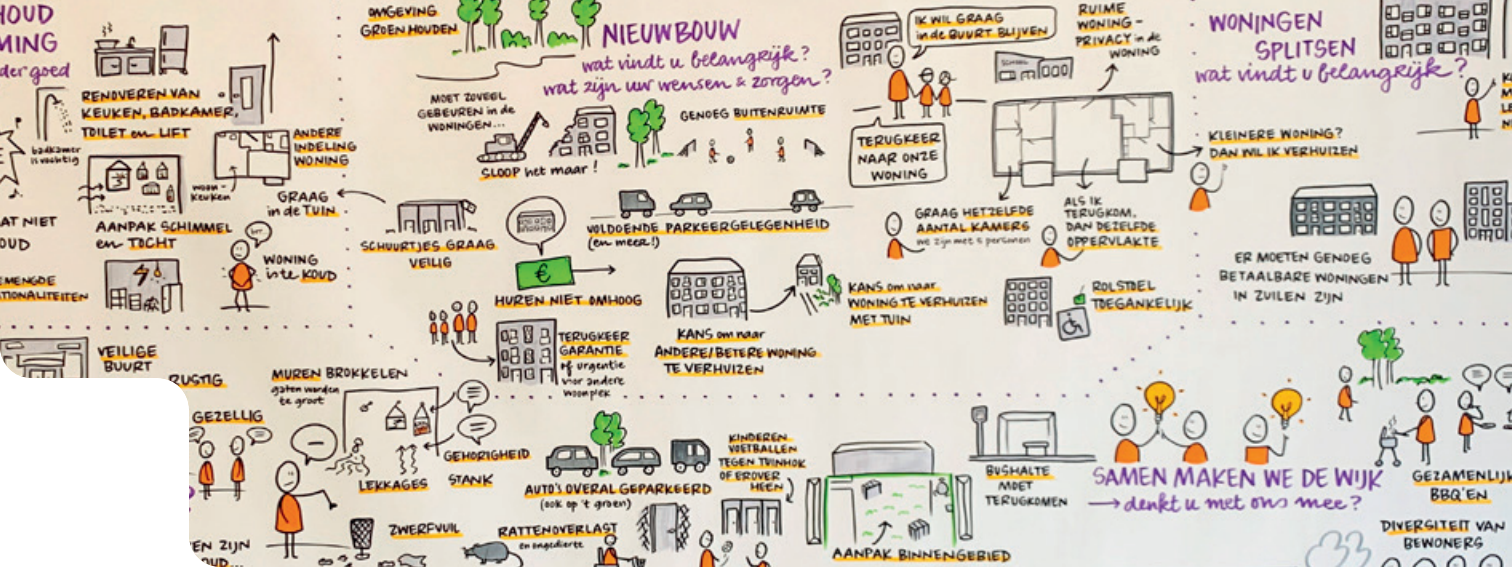 HOUD
MING
der goed
RENOVEREN VAN
KEUKEN, BADKAMER,
TOILET en LIFT
badkamer
is vochtig
ANDERE
INDELING
WONING
woon-
keuken
AANPAK SCHIMMEL
en TOCHT
GRAAG
in de TUIN
AT NIET
OUD
brr..
WONING
is te KOUD
EMENGDE
TIONALITEITEN
OMGEVING
GROEN HOUDEN
NIEUWBOUW
wat vindt u belangrijk?
wat zijn uw wensen & zorgen?
MOET ZOVEEL
GEBEUREN in de
WONINGEN...
SLOOP het maar!
GENOEG BUITENRUIMTE
SCHUURTJES GRAAG
VEILIG
VOLDOENDE PARKEERGELEGENHEID
(en meer!)
€
HUREN NIET OMHOOG
TERUGKEER
GARANTIE
of urgentie
voor andere
woonplek
KANS om naar
ANDERE/BETERE WONING
TE VERHUIZEN
KANS om naar
WONING TE VERHUIZEN
MET TUIN
IK WIL GRAAG
in de BUURT BLIJVEN
TERUGKEER
NAAR ONZE
WONING
SCHOOL
RUIME
WONING-
PRIVACY in de
WONING
GRAAG HETZELFDE
AANTAL KAMERS
we zijn met 5 personen
ALS IK
TERUGKOM,
DAN DEZELFDE
OPPERVLAKTE
ROLSTOEL
TOEGANKELIJK
WONINGEN
SPLITSEN
wat vindt u belangrijk?
KLEINERE WONING?
DAN WIL IK VERHUIZEN
ER MOETEN GENOEG
BETAALBARE WONINGEN
IN ZUILEN ZIJN
VEILIGE
BUURT
RUSTIG
GEZELLIG
EN ZIJN
OUD...
MUREN BROKKELEN
gaten worden
te groot
LEKKAGES
GEHORIGHEID
STANK
ZWERFVUIL
RATTENOVERLAST
en ongedierte
AUTO'S OVERAL GEPARKEERD
(ook op 't groen)
KINDEREN
VOETBALLEN
TEGEN TUINHOK
OF EROVER
HEEN
AANPAK BINNENGEBIED
BUSHALTE
MOET
TERUGKOMEN
SAMEN MAKEN WE DE WIJK
denkt u met ons mee?
GEZAMENLIJK
BBQ'EN
DIVERSITEIT VAN
BEWONERS